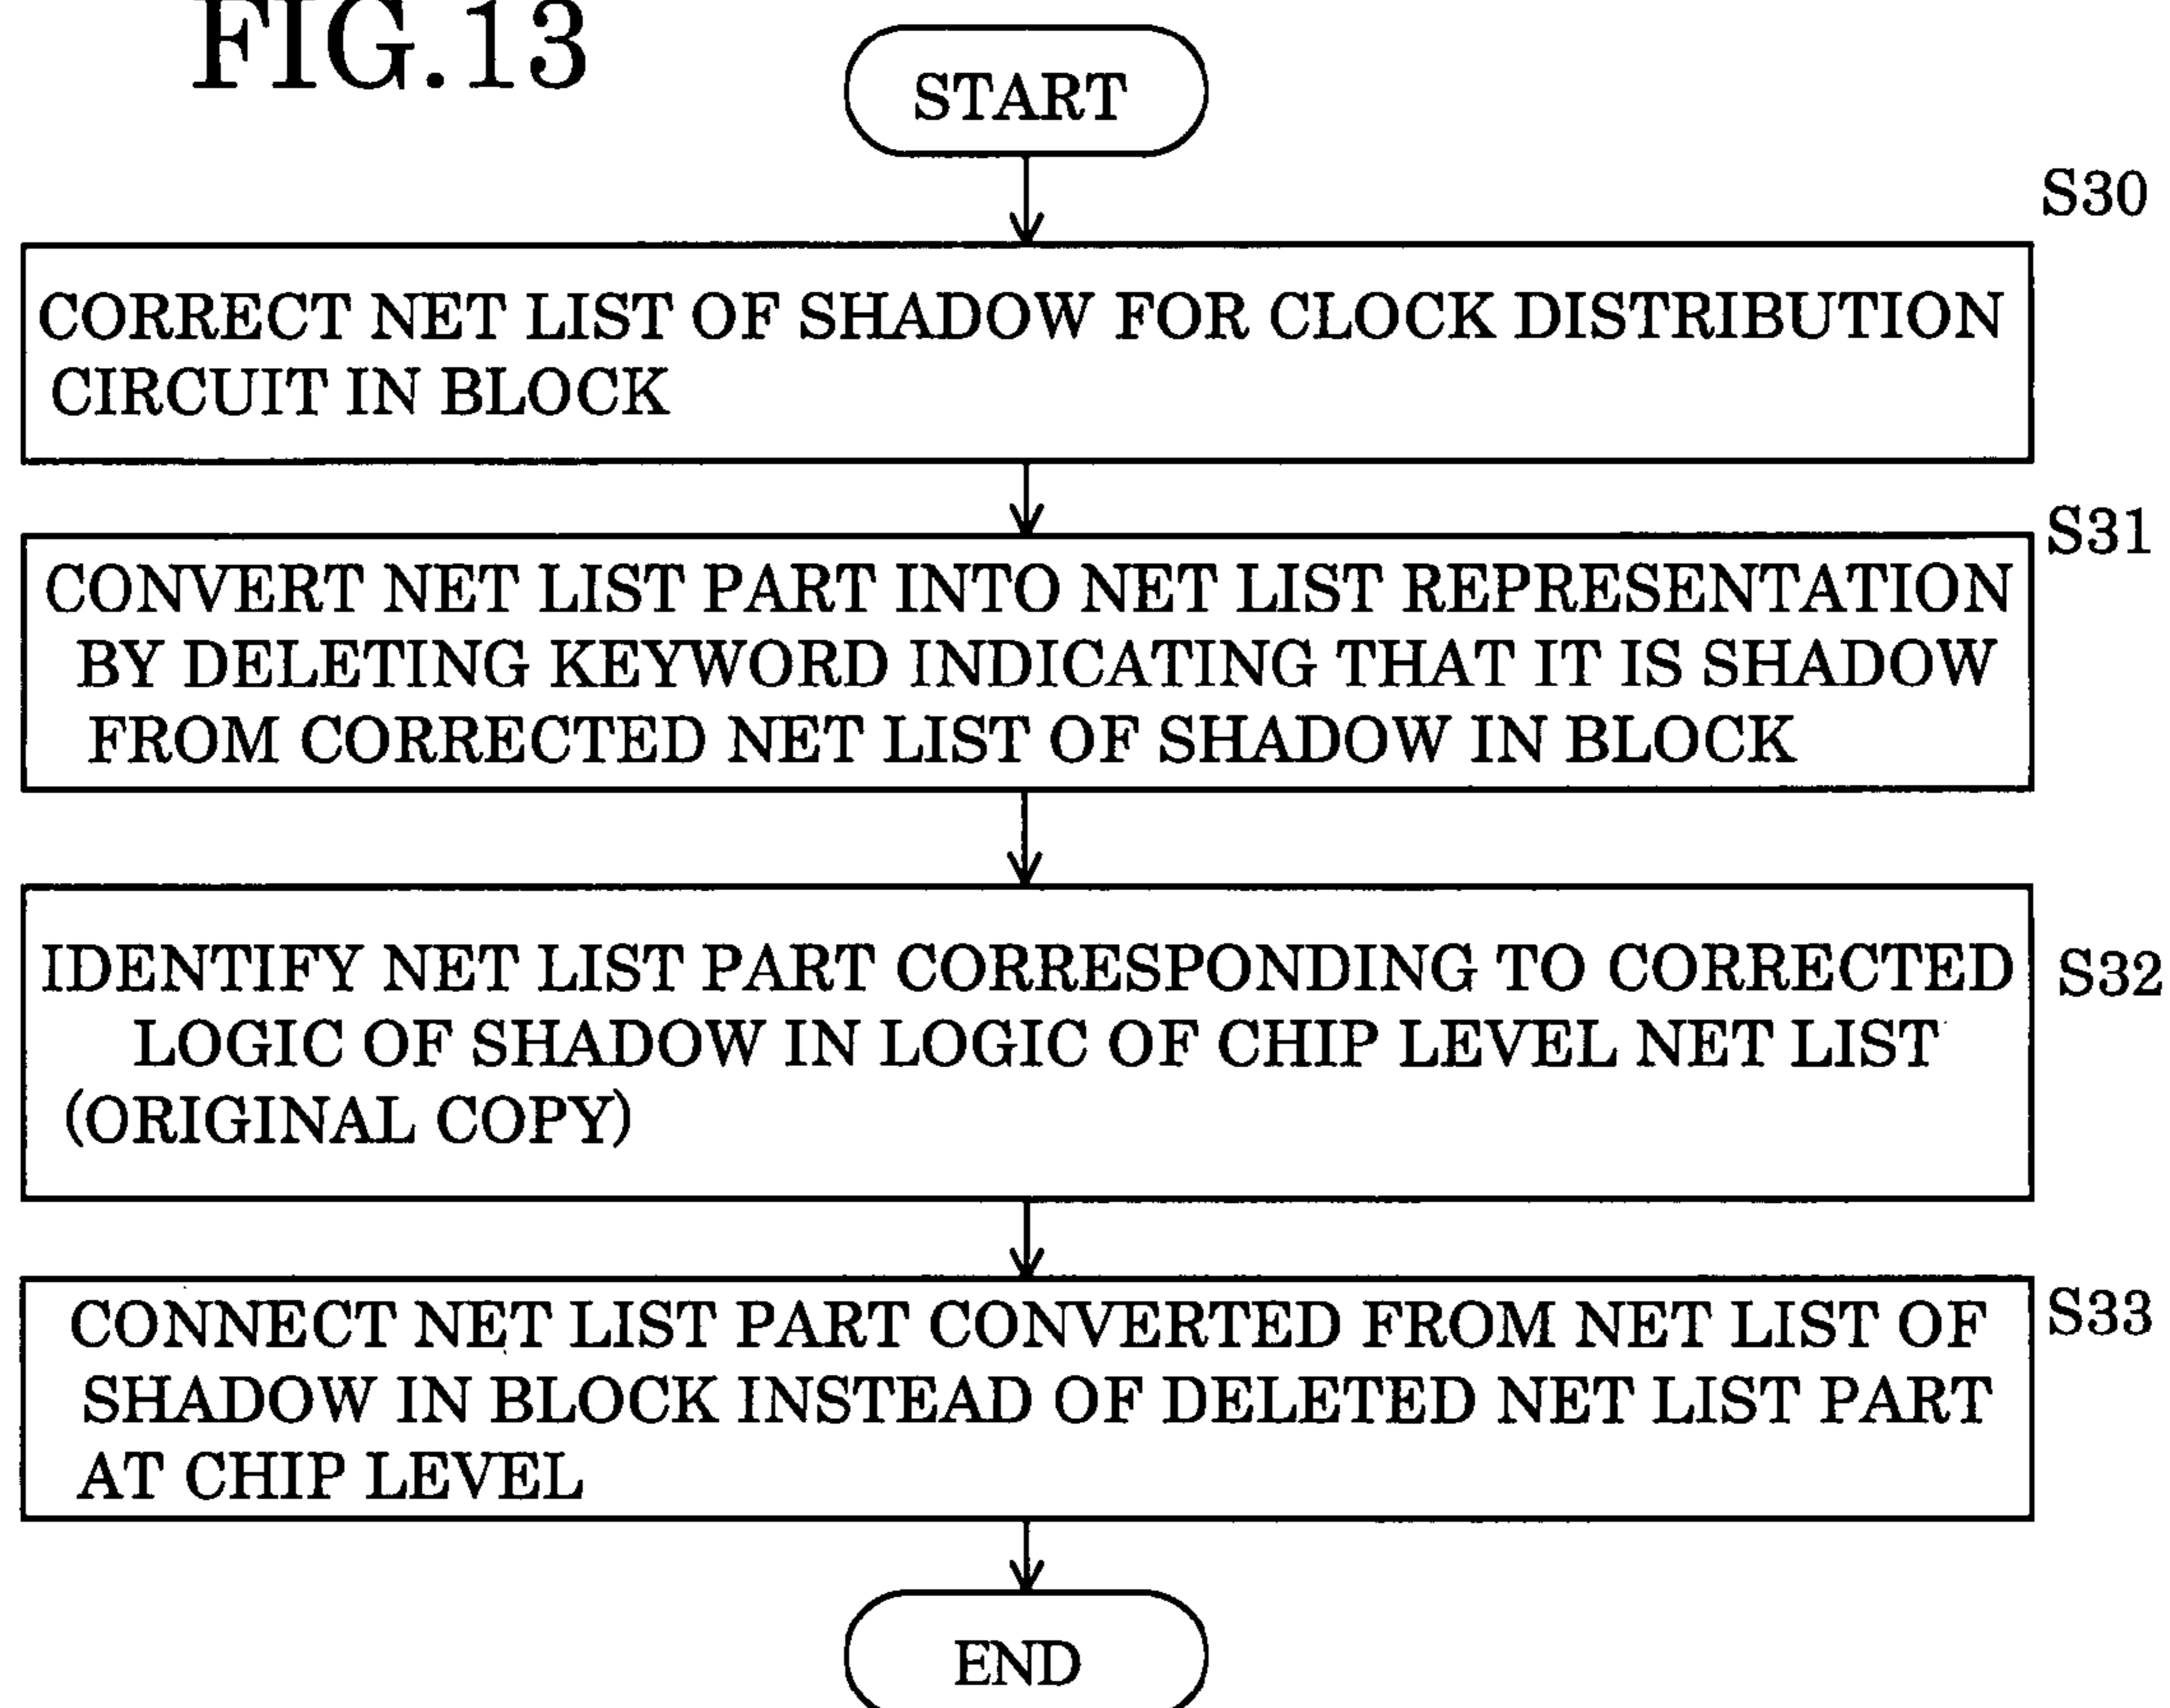 FIG.13
START
S30
CORRECT NET LIST OF SHADOW FOR CLOCK DISTRIBUTION
CIRCUIT IN BLOCK
S31
CONVERT NET LIST PART INTO NET LIST REPRESENTATION
BY DELETING KEYWORD INDICATING THAT IT IS SHADOW
FROM CORRECTED NET LIST OF SHADOW IN BLOCK
IDENTIFY NET LIST PART CORRESPONDING TO CORRECTED
S32
LOGIC OF SHADOW IN LOGIC OF CHIP LEVEL NET LIST
(ORIGINAL COPY)
CONNECT NET LIST PART CONVERTED FROM NET LIST OF
S33
SHADOW IN BLOCK INSTEAD OF DELETED NET LIST PART
AT CHIP LEVEL
END